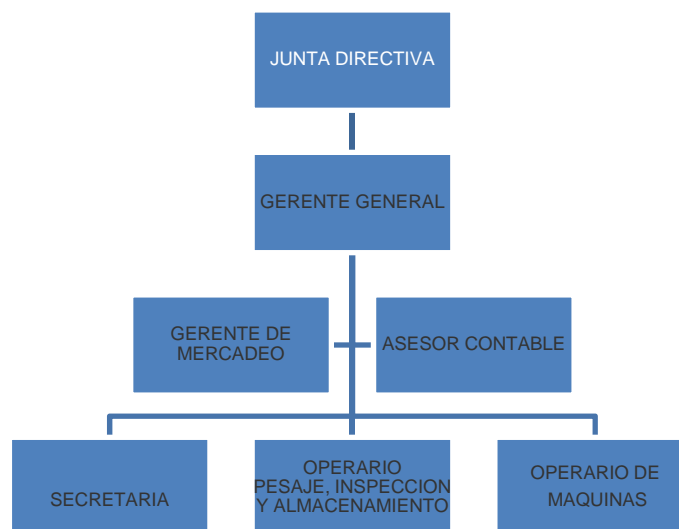 JUNTA DIRECTIVA
GERENTE GENERAL
GERENTE DE
MERCADEO
ASESOR CONTABLE
SECRETARIA
OPERARIO
PESAJE, INSPECCION
Y ALMACENAMIENTO
OPERARIO DE
MAQUINAS